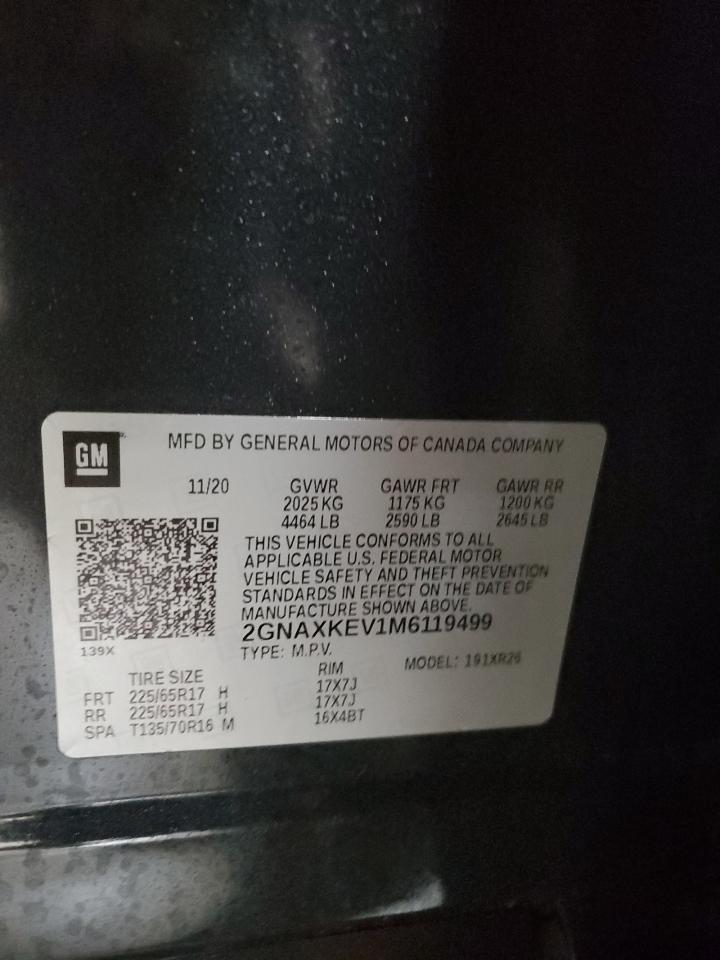 GM
MFD BY GENERAL MOTORS OF CANADA COMPANY
11/20 GVWR GAWR FRT GAWR RR
2025 KG 1175 KG 1200 KG
4464 LB 2590 LB 2645 LB
THIS VEHICLE CONFORMS TO ALL
APPLICABLE U.S. FEDERAL MOTOR
VEHICLE SAFETY AND THEFT PREVENTION
STANDARDS IN EFFECT ON THE DATE OF
MANUFACTURE SHOWN ABOVE.
2GNAXKEV1M6119499
139X
TYPE: M.P.V. MODEL: 191XR26
TIRE SIZE RIM
FRT 225/65R17 H 17X7J
RR 225/65R17 H 17X7J
SPA T135/70R16 M 16X4BT